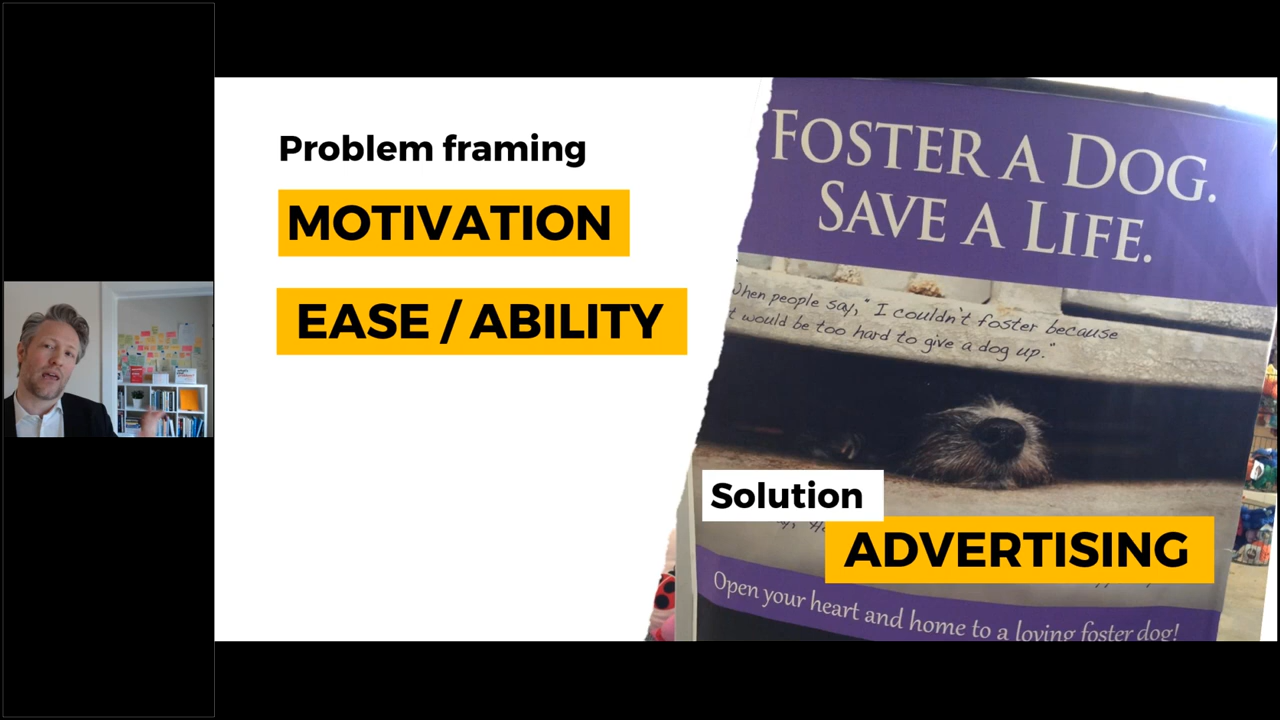 Problem framing
MOTIVATION
EASE / ABILITY
FOSTER A DOG.
SAVE A LIFE.
When people say, "I couldn't foster because
t would be too hard to give a dog up."
Solution
ADVERTISING
Open your heart and home to a loving foster dog!